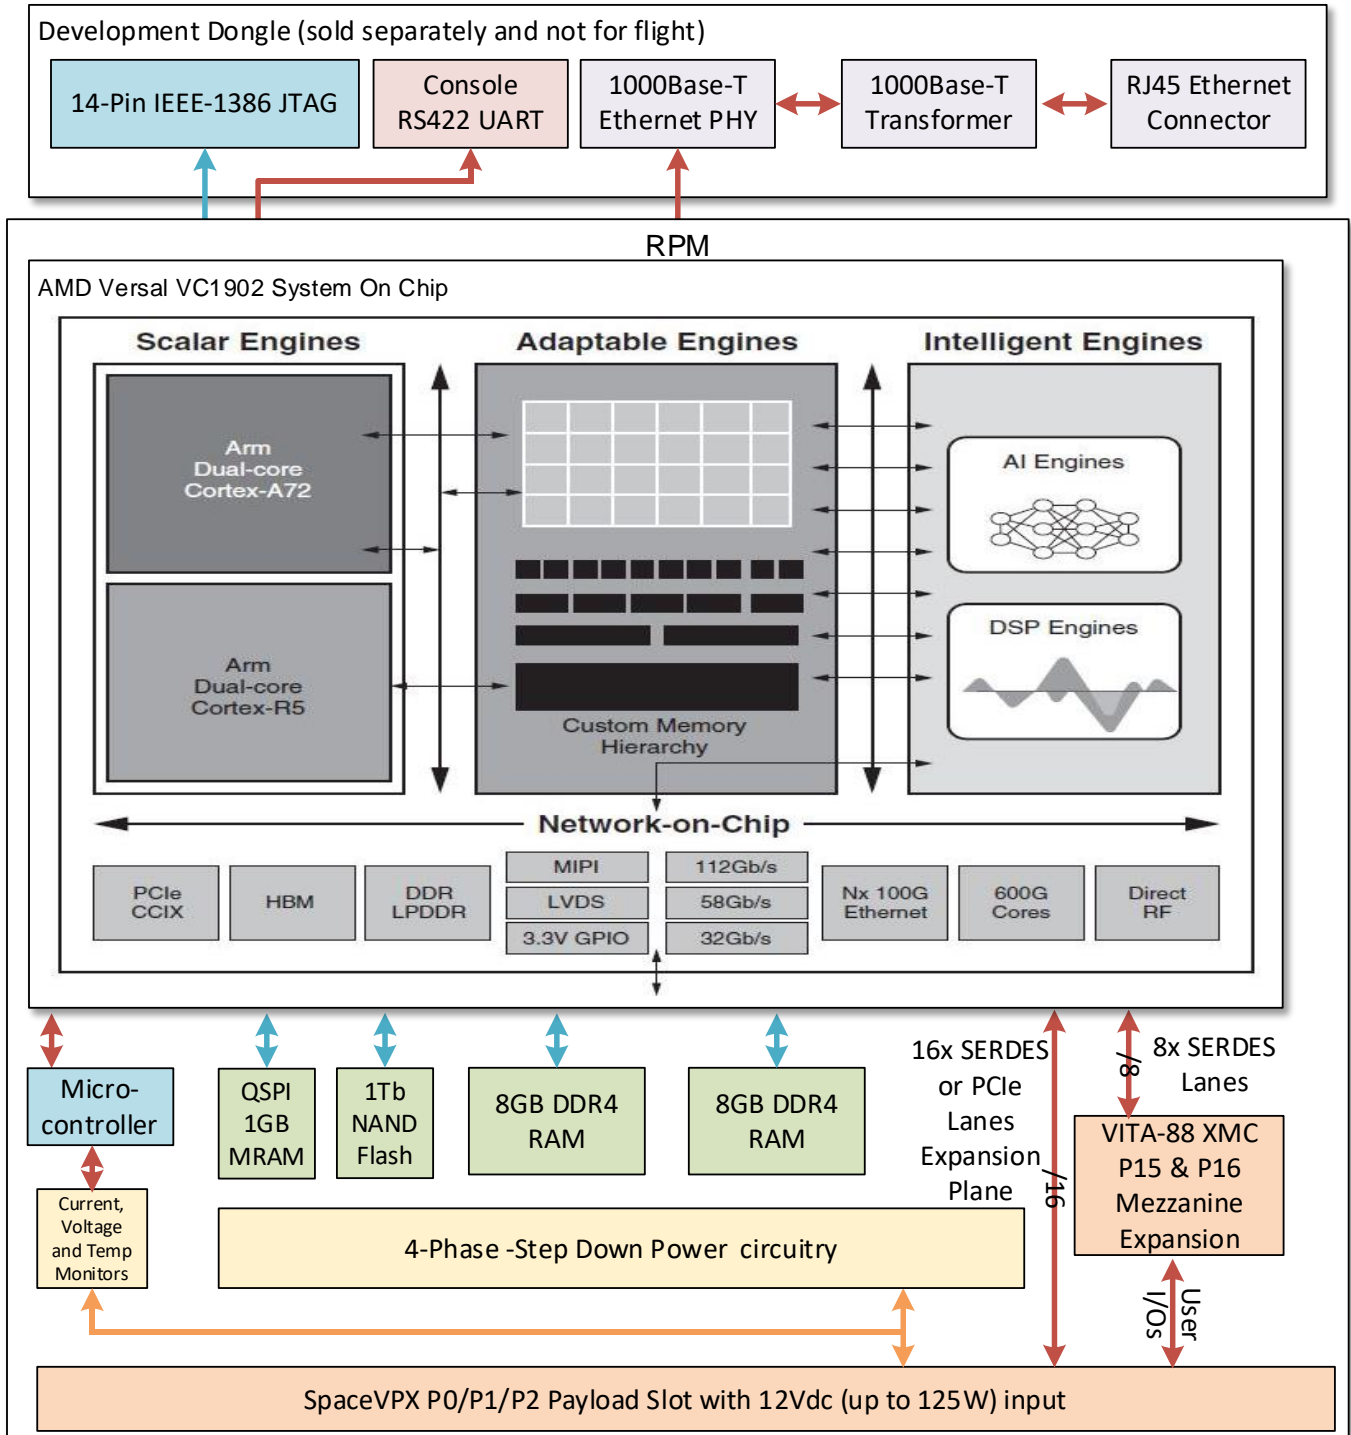 Development Dongle (sold separately and not for flight)
14-Pin IEEE-1386 JTAG
Console
RS422 UART
1000Base-T
Ethernet PHY
1000Base-T
Transformer
RJ45 Ethernet
Connector
RPM
AMD Versal VC1902 System On Chip
Scalar Engines
Adaptable Engines
Intelligent Engines
Arm
Dual-core
Cortex-A72
Arm
Dual-core
Cortex-R5
Custom Memory
Hierarchy
AI Engines
DSP Engines
Network-on-Chip
PCIe
CCIX
HBM
DDR
LPDDR
MIPI
LVDS
3.3V GPIO
112Gb/s
58Gb/s
32Gb/s
Nx 100G
Ethernet
600G
Cores
Direct
RF
Micro-
controller
QSPI
1GB
MRAM
1Tb
NAND
Flash
8GB DDR4
RAM
8GB DDR4
RAM
16x SERDES
or PCIe
Lanes
Expansion
Plane
/16
/8
8x SERDES
Lanes
VITA-88 XMC
P15 & P16
Mezzanine
Expansion
Current,
Voltage
and Temp
Monitors
4-Phase -Step Down Power circuitry
User
I/Os
SpaceVPX P0/P1/P2 Payload Slot with 12Vdc (up to 125W) input